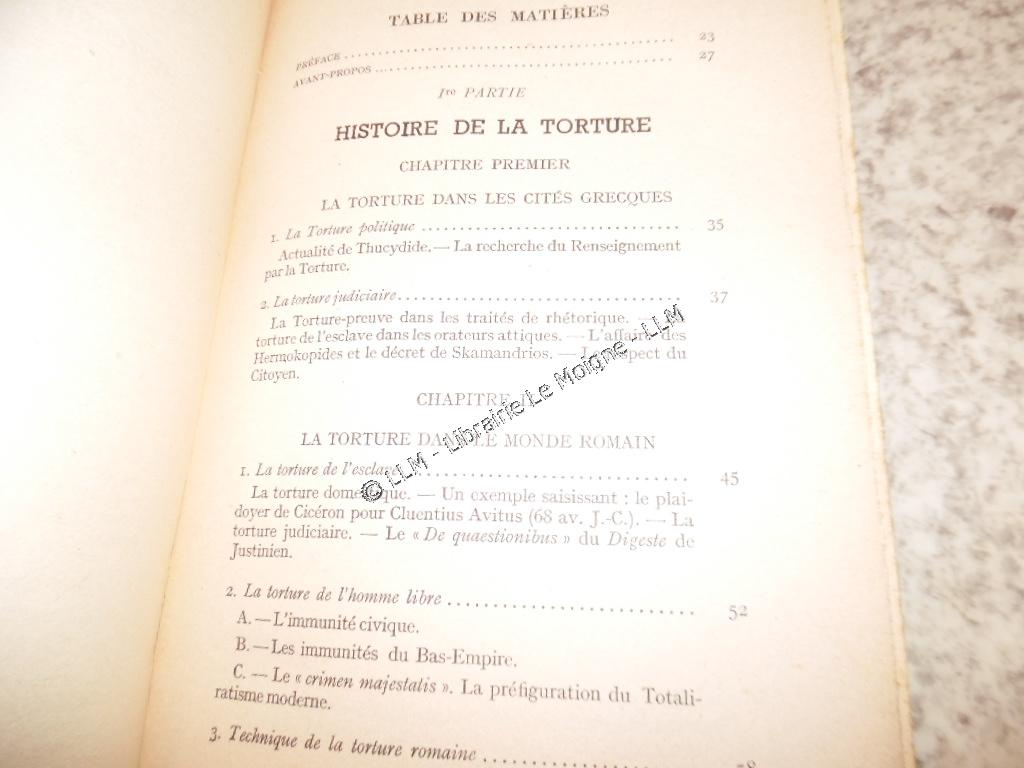 TABLE DES MATIÈRES
PRÉFACE ........................................ 23
AVANT-PROPOS ........................................ 27
Iʳᵉ PARTIE
HISTOIRE DE LA TORTURE
CHAPITRE PREMIER
LA TORTURE DANS LES CITÉS GRECQUES
1. La Torture politique ................................ 35
Actualité de Thucydide. — La recherche du Renseignement
par la Torture.
2. La torture judiciaire ................................ 37
La Torture-preuve dans les traités de rhétorique. —
torture de l'esclave dans les orateurs attiques. — L'affaire des
Hermokopides et le décret de Skamandrios. — respect du
Citoyen.
CHAPITRE
LA TORTURE DANS LE MONDE ROMAIN
1. La torture de l'esclave ................................ 45
La torture domestique. — Un exemple saisissant : le plai-
doyer de Cicéron pour Cluentius Avitus (68 av. J.-C.). — La
torture judiciaire. — Le « De quaestionibus » du Digeste de
Justinien.
2. La torture de l'homme libre ................................ 52
A. — L'immunité civique.
B. — Les immunités du Bas-Empire.
C. — Le « crimen majestatis ». La préfiguration du Totali-
ratisme moderne.
3. Technique de la torture romaine ................................
© LLM - Librairie Le Moigne - LLM